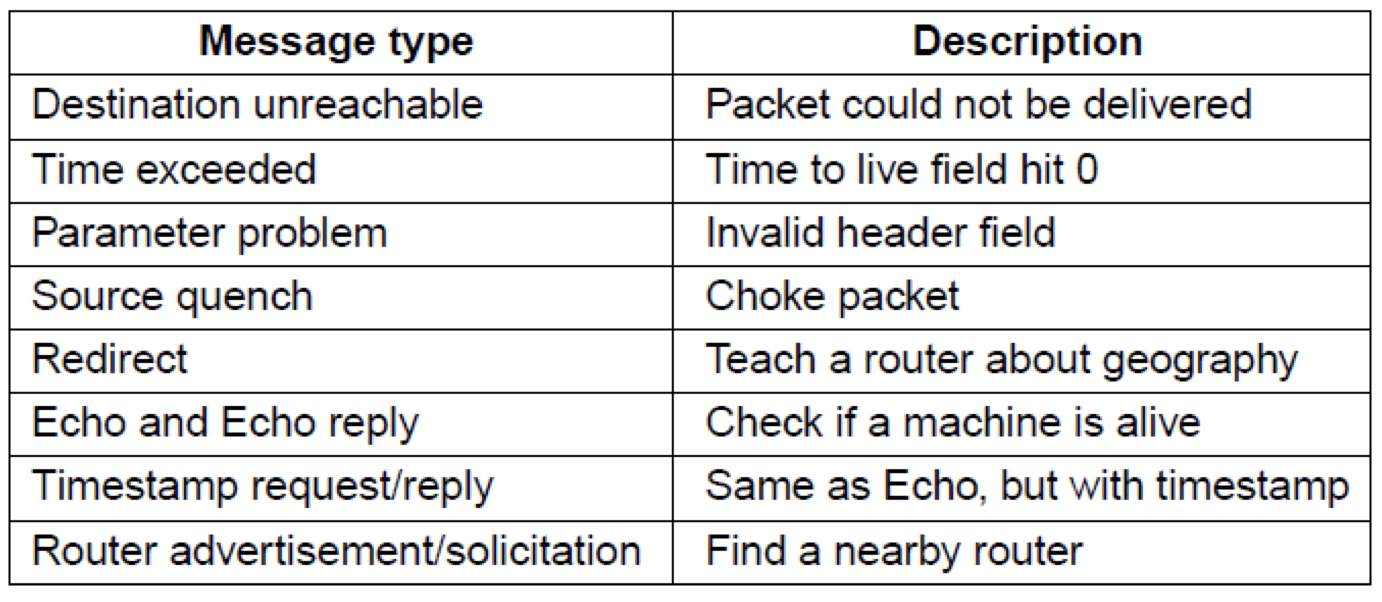 Message type Description
Destination unreachable Packet could not be delivered
Time exceeded Time to live field hit 0
Parameter problem Invalid header field
Source quench Choke packet
Redirect Teach a router about geography
Echo and Echo reply Check if a machine is alive
Timestamp request/reply Same as Echo, but with timestamp
Router advertisement/solicitation Find a nearby router